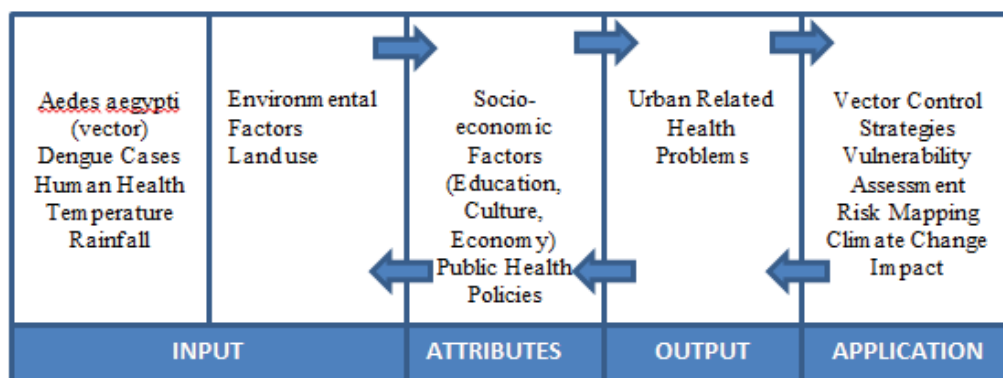 Aedes aegypti
(vector)
Dengue Cases
Human Health
Temperature
Rainfall
Environmental
Factors
Landuse
Socio-
economic
Factors
(Education,
Culture,
Economy)
Public Health
Policies
Urban Related
Health
Problems
Vector Control
Strategies
Vulnerability
Assessment
Risk Mapping
Climate Change
Impact
INPUT
ATTRIBUTES
OUTPUT
APPLICATION